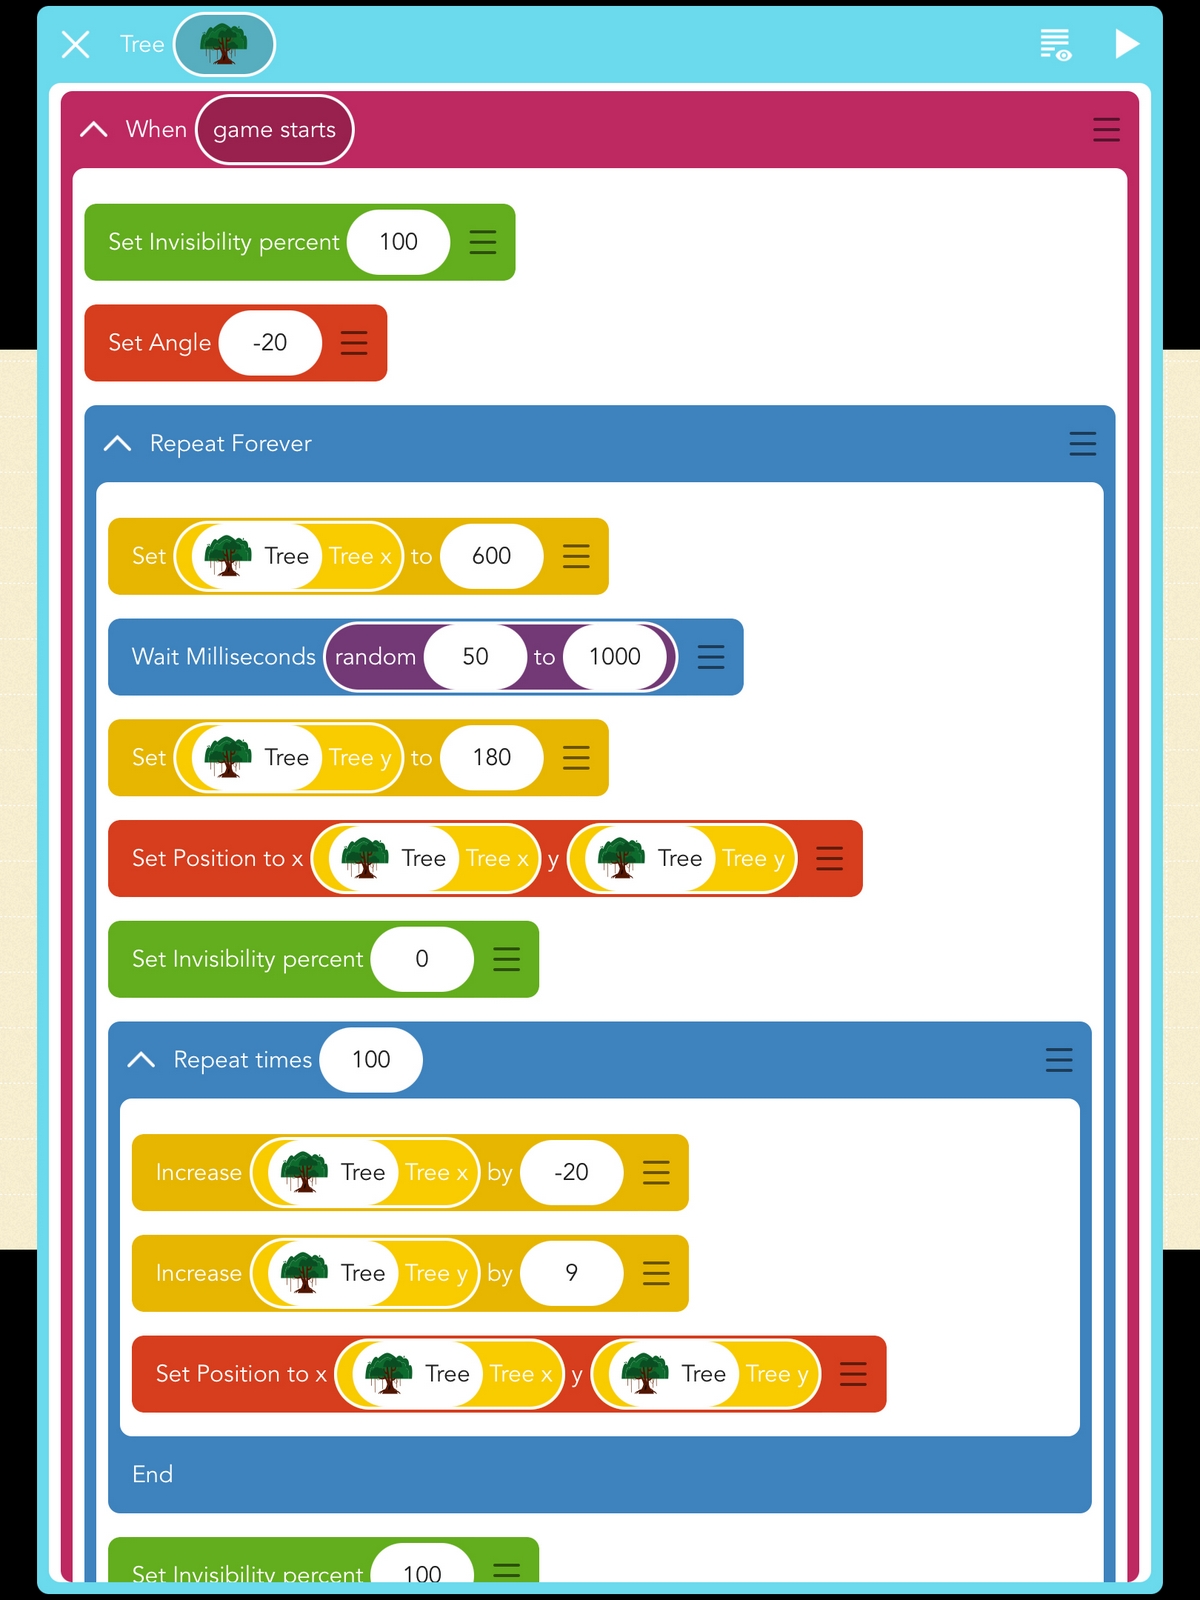 Tree
When game starts
Set Invisibility percent 100
Set Angle -20
Repeat Forever
Set Tree Tree x to 600
Wait Milliseconds random 50 to 1000
Set Tree Tree y to 180
Set Position to x Tree Tree x y Tree Tree y
Set Invisibility percent 0
Repeat times 100
Increase Tree Tree x by -20
Increase Tree Tree y by 9
Set Position to x Tree Tree x y Tree Tree y
End
Set Invisibility percent 100